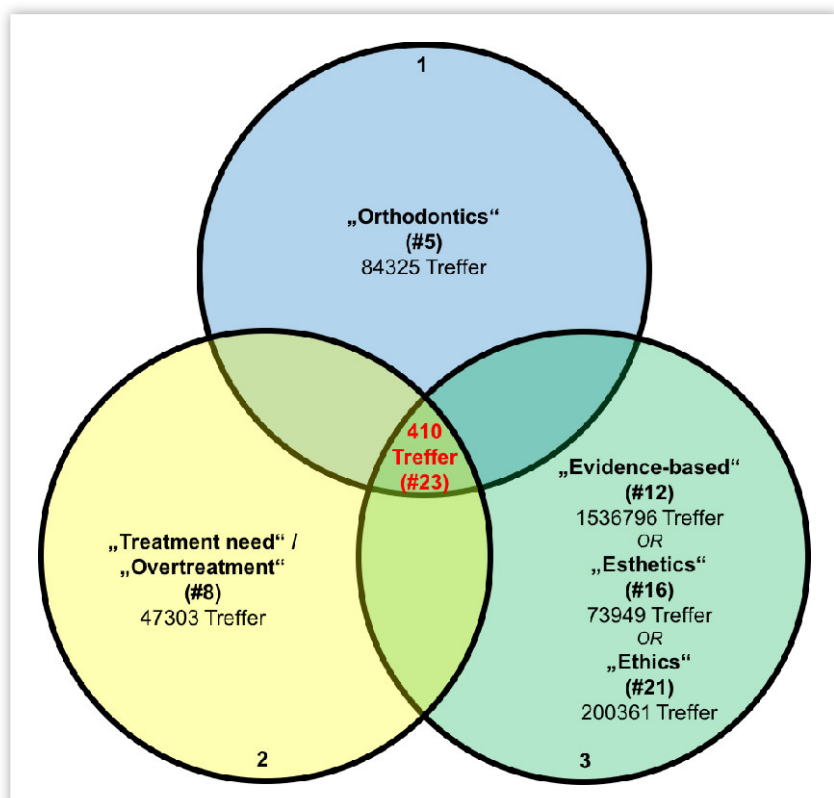 1
„Orthodontics“
(#5)
84325 Treffer
410
Treffer
(#23)
„Treatment need“ /
„Overtreatment“
(#8)
47303 Treffer
2
„Evidence-based“
(#12)
1536796 Treffer
OR
„Esthetics“
(#16)
73949 Treffer
OR
„Ethics“
(#21)
200361 Treffer
3